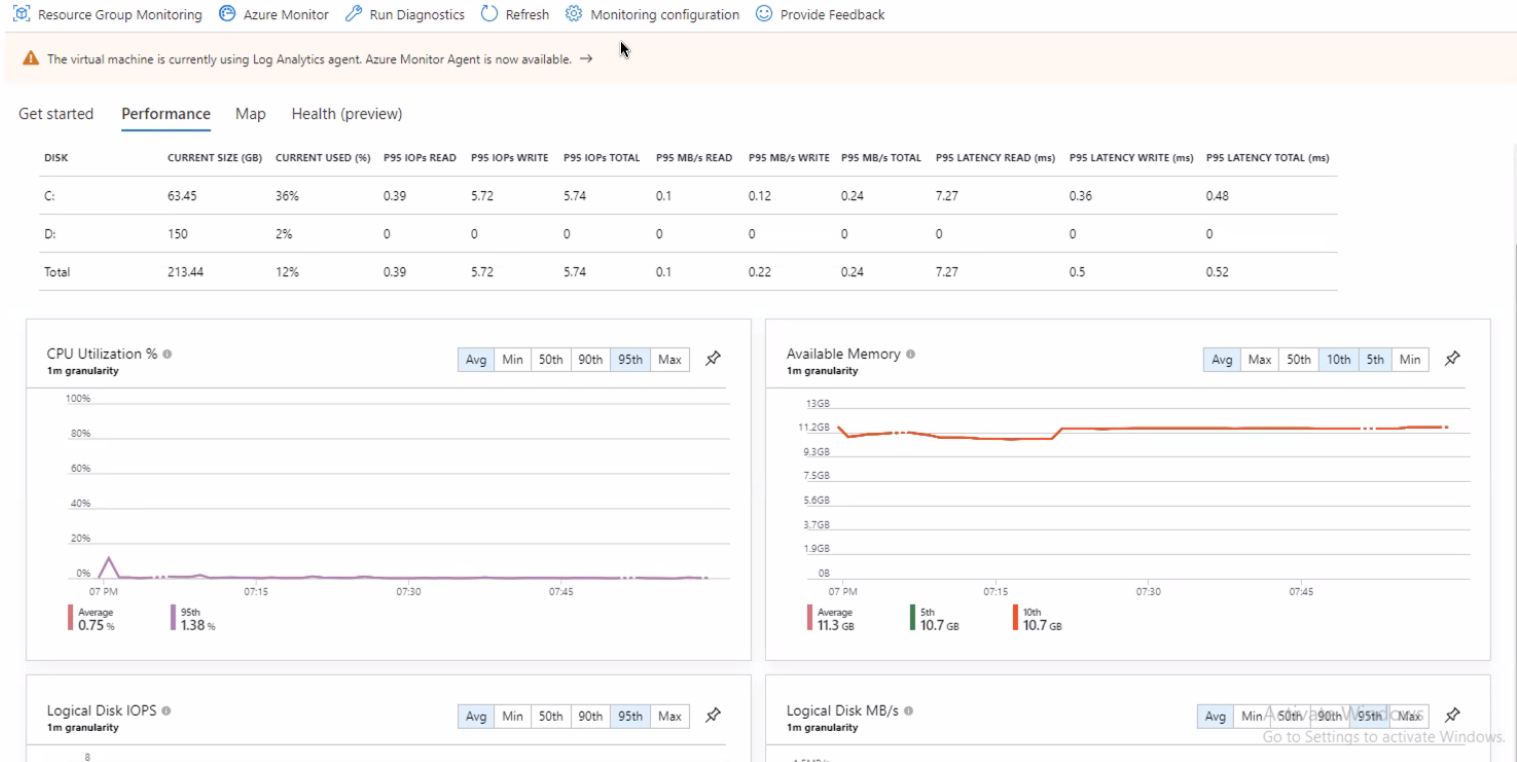 Resource Group Monitoring Azure Monitor Run Diagnostics Refresh Monitoring configuration Provide Feedback
The virtual machine is currently using Log Analytics agent. Azure Monitor Agent is now available. →
Get started Performance Map Health (preview)
DISK CURRENT SIZE (GB) CURRENT USED (%) P95 IOPs READ P95 IOPs WRITE P95 IOPs TOTAL P95 MB/s READ P95 MB/s WRITE P95 MB/s TOTAL P95 LATENCY READ (ms) P95 LATENCY WRITE (ms) P95 LATENCY TOTAL (ms)
C: 63.45 36% 0.39 5.72 5.74 0.1 0.12 0.24 7.27 0.36 0.48
D: 150 2% 0 0 0 0 0 0 0 0 0
Total 213.44 12% 0.39 5.72 5.74 0.1 0.22 0.24 7.27 0.5 0.52
CPU Utilization %
1m granularity
Avg Min 50th 90th 95th Max
100%
80%
60%
40%
20%
0%
07 PM 07:15 07:30 07:45
Average 95th
0.75 % 1.38 %
Available Memory
1m granularity
Avg Max 50th 10th 5th Min
13GB
11.2GB
9.3GB
7.5GB
5.6GB
3.7GB
1.9GB
0B
07 PM 07:15 07:30 07:45
Average 5th 10th
11.3 GB 10.7 GB 10.7 GB
Logical Disk IOPS
1m granularity
Avg Min 50th 90th 95th Max
8
Logical Disk MB/s
1m granularity
Avg Min 50th 90th 95th Max
Activate Windows
Go to Settings to activate Windows.